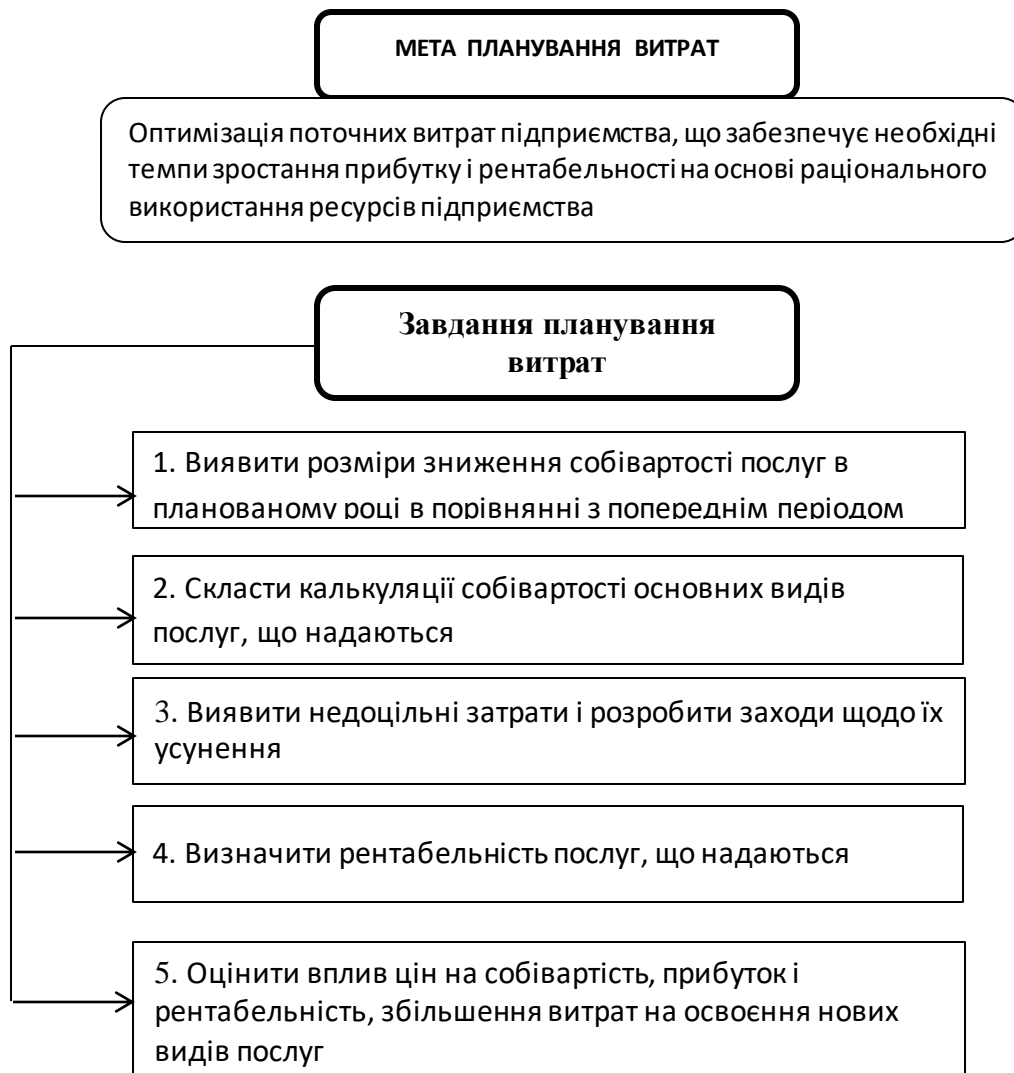 МЕТА ПЛАНУВАННЯ ВИТРАТ
Оптимізація поточних витрат підприємства, що забезпечує необхідні
темпи зростання прибутку і рентабельності на основі раціонального
використання ресурсів підприємства
Завдання планування
витрат
1. Виявити розміри зниження собівартості послуг в
планованому році в порівнянні з попереднім періодом
2. Скласти калькуляції собівартості основних видів
послуг, що надаються
3. Виявити недоцільні затрати і розробити заходи щодо їх
усунення
4. Визначити рентабельність послуг, що надаються
5. Оцінити вплив цін на собівартість, прибуток і
рентабельність, збільшення витрат на освоєння нових
видів послуг